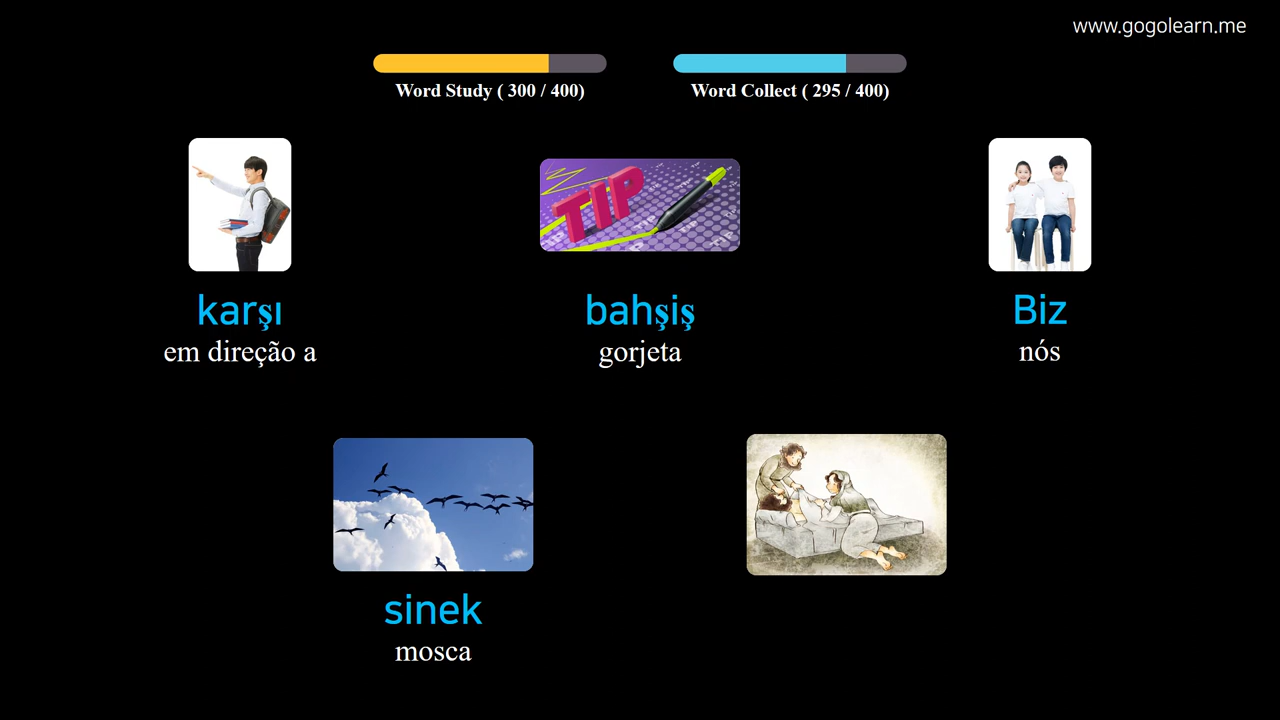 www.gogolearn.me
Word Study ( 300 / 400)
Word Collect ( 295 / 400)
TIP
karşı
em direção a
bahşiş
gorjeta
Biz
nós
sinek
mosca